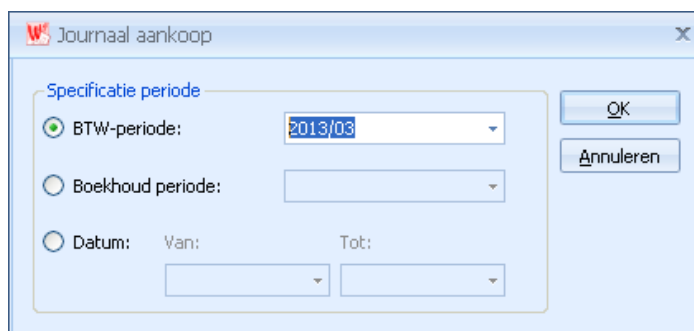 Journaal aankoop
Specificatie periode
BTW-periode: 2013/03
OK
Annuleren
Boekhoud periode:
Datum: Van: Tot: